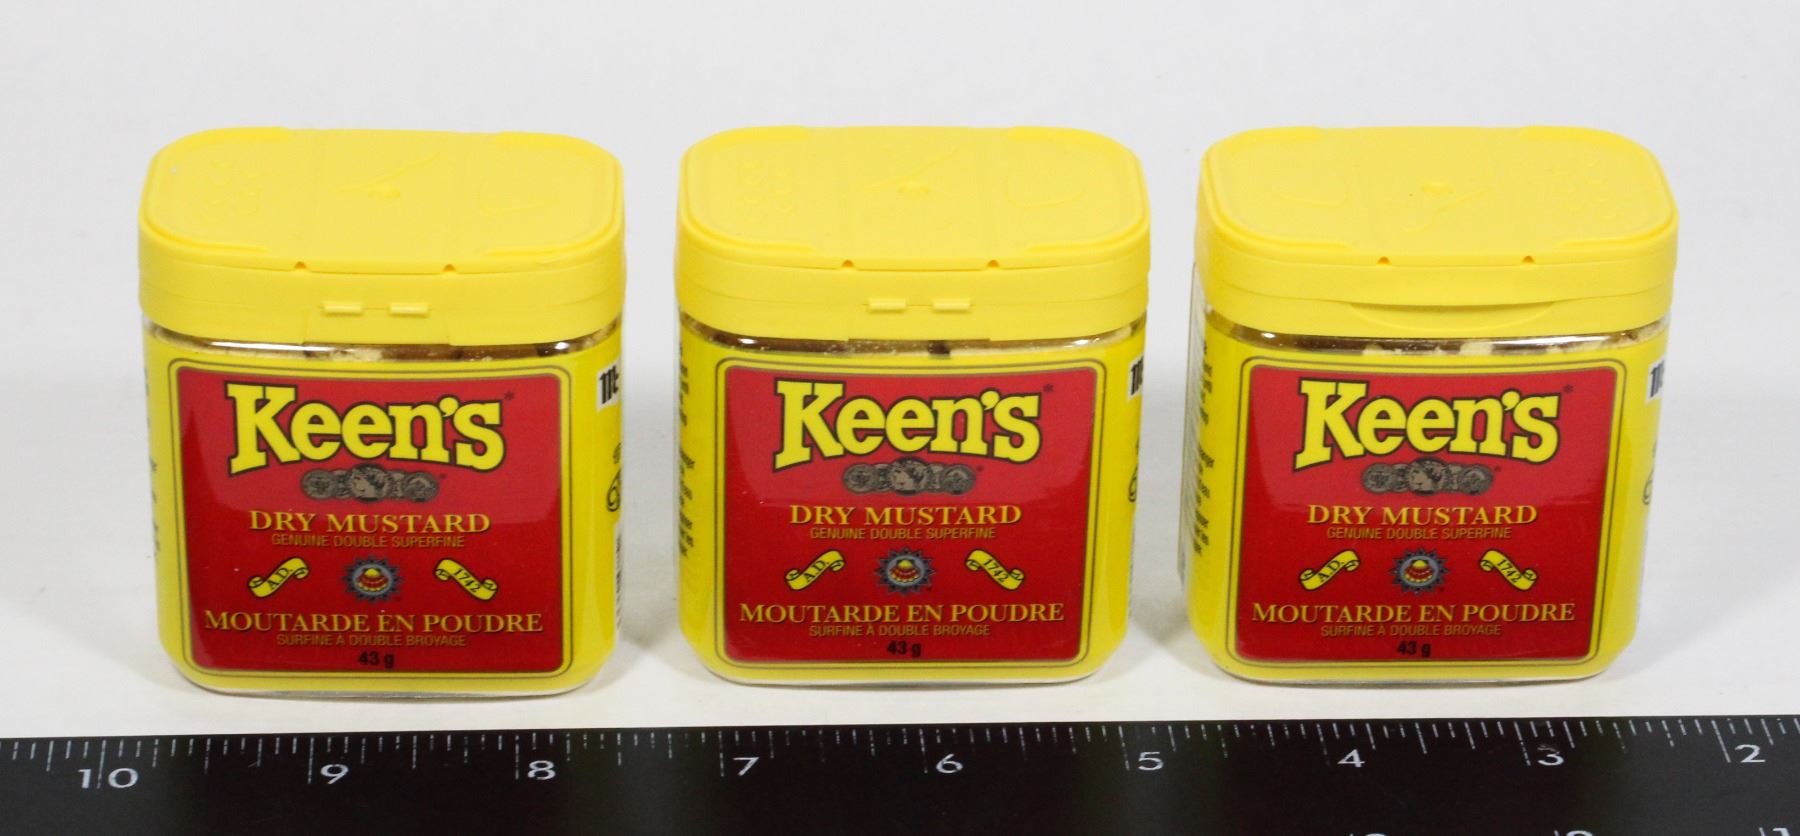 Keen's
DRY MUSTARD
GENUINE DOUBLE SUPERFINE
A.D. 1742
MOUTARDE EN POUDRE
SURFINE À DOUBLE BROYAGE
43 g
Keen's
DRY MUSTARD
GENUINE DOUBLE SUPERFINE
A.D. 1742
MOUTARDE EN POUDRE
SURFINE À DOUBLE BROYAGE
43 g
Keen's
DRY MUSTARD
GENUINE DOUBLE SUPERFINE
A.D. 1742
MOUTARDE EN POUDRE
SURFINE À DOUBLE BROYAGE
43 g
10 9 8 7 6 5 4 3 2